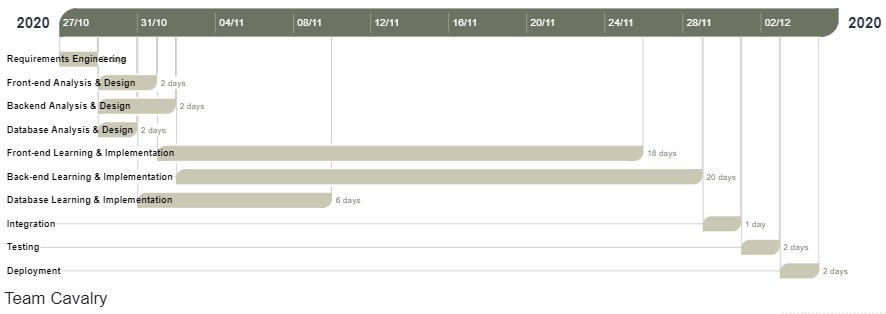 2020 27/10 31/10 04/11 08/11 12/11 16/11 20/11 24/11 28/11 02/12 2020
Requirements Engineering
Front-end Analysis & Design 2 days
Backend Analysis & Design 2 days
Database Analysis & Design 2 days
Front-end Learning & Implementation 18 days
Back-end Learning & Implementation 20 days
Database Learning & Implementation 6 days
Integration 1 day
Testing 2 days
Deployment 2 days
Team Cavalry